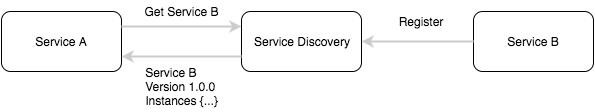 Get Service B
Register
Service A
Service Discovery
Service B
Service B
Version 1.0.0
Instances {...}